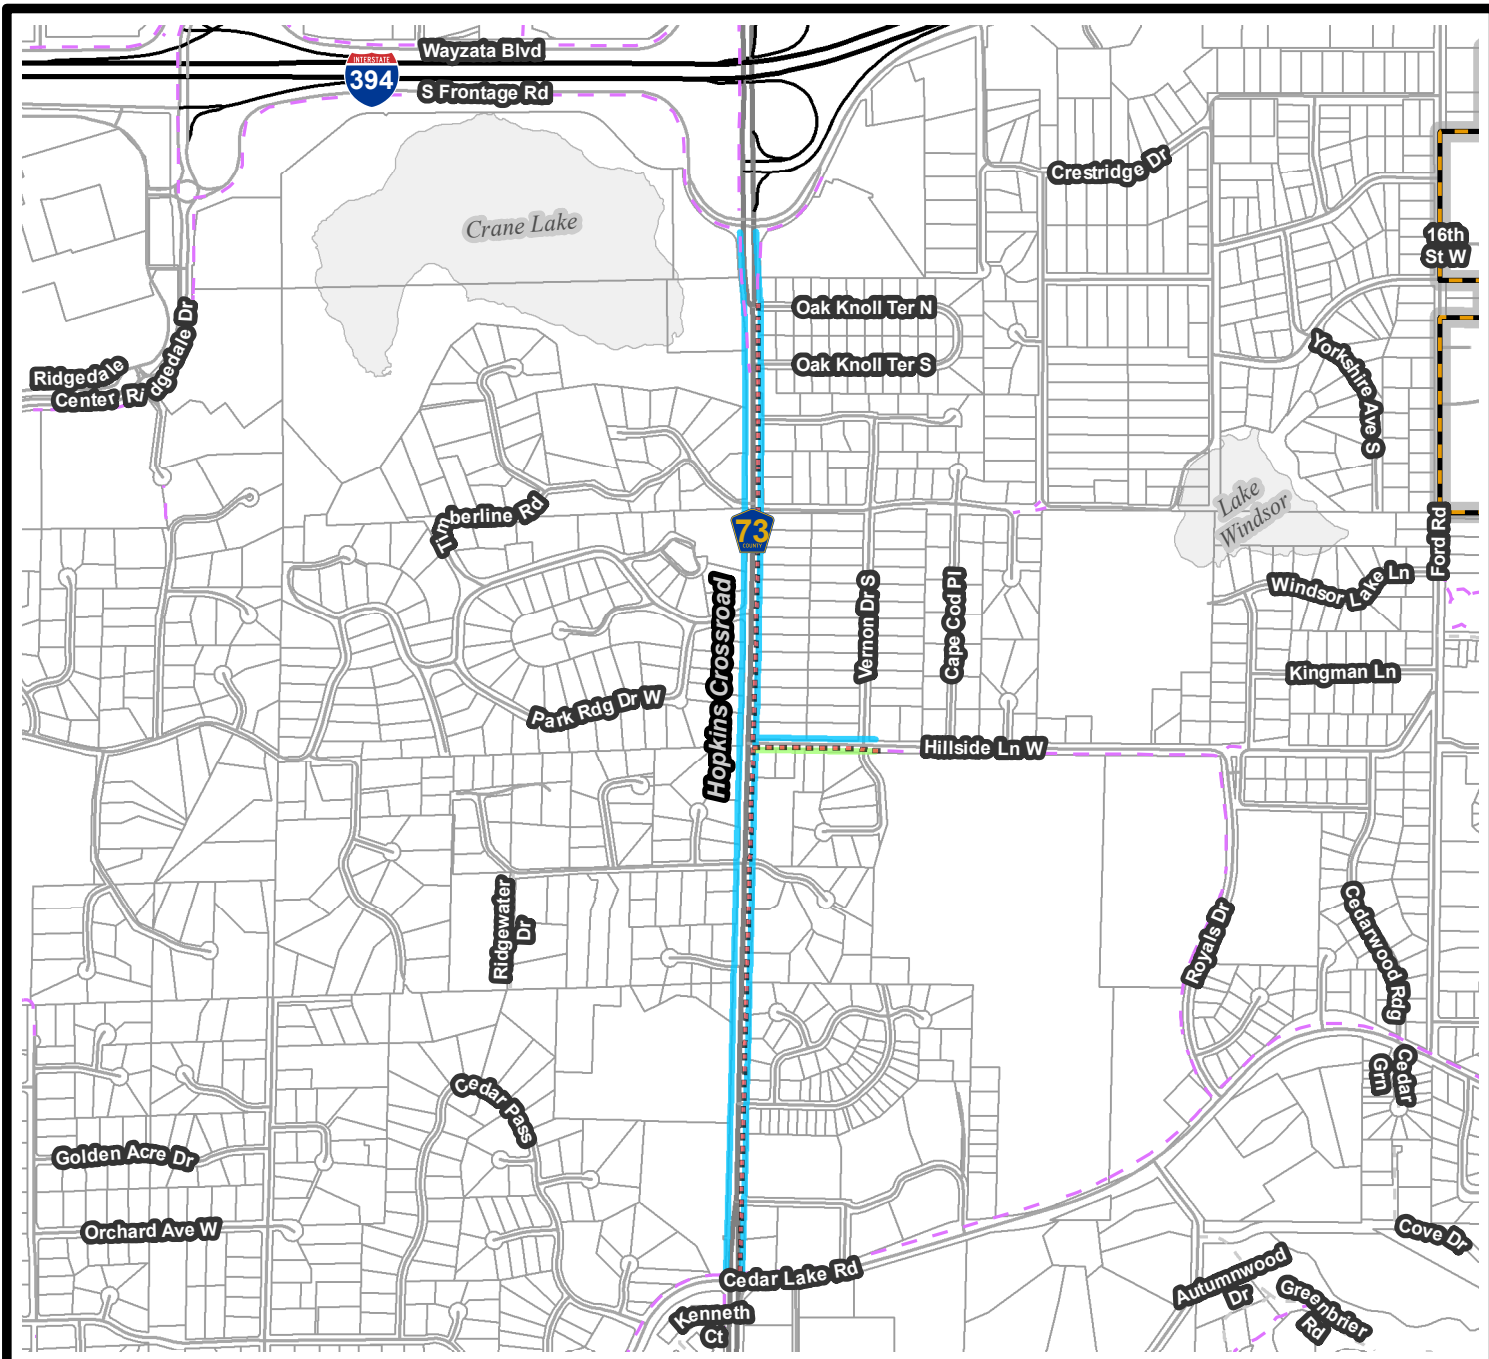 Wayzata Blvd
INTERSTATE
394
S Frontage Rd
Crestridge Dr
Crane Lake
16th
St W
Oak Knoll Ter N
Ridgedale Dr
Yorkshire Ave S
Oak Knoll Ter S
Ridgedale
Center Rd
Timberline Rd
73
COUNTY
Lake
Windsor
Ford Rd
Windsor Lake Ln
Hopkins Crossroad
Vernon Dr S
Cape Cod Pl
Kingman Ln
Park Rdg Dr W
Hillside Ln W
Ridgewater
Dr
Royals Dr
Cedarwood Rdg
Cedar
Grn
Cedar Pass
Golden Acre Dr
Orchard Ave W
Cove Dr
Cedar Lake Rd
Autumnwood
Dr
Greenbrier
Rd
Kenneth
Ct